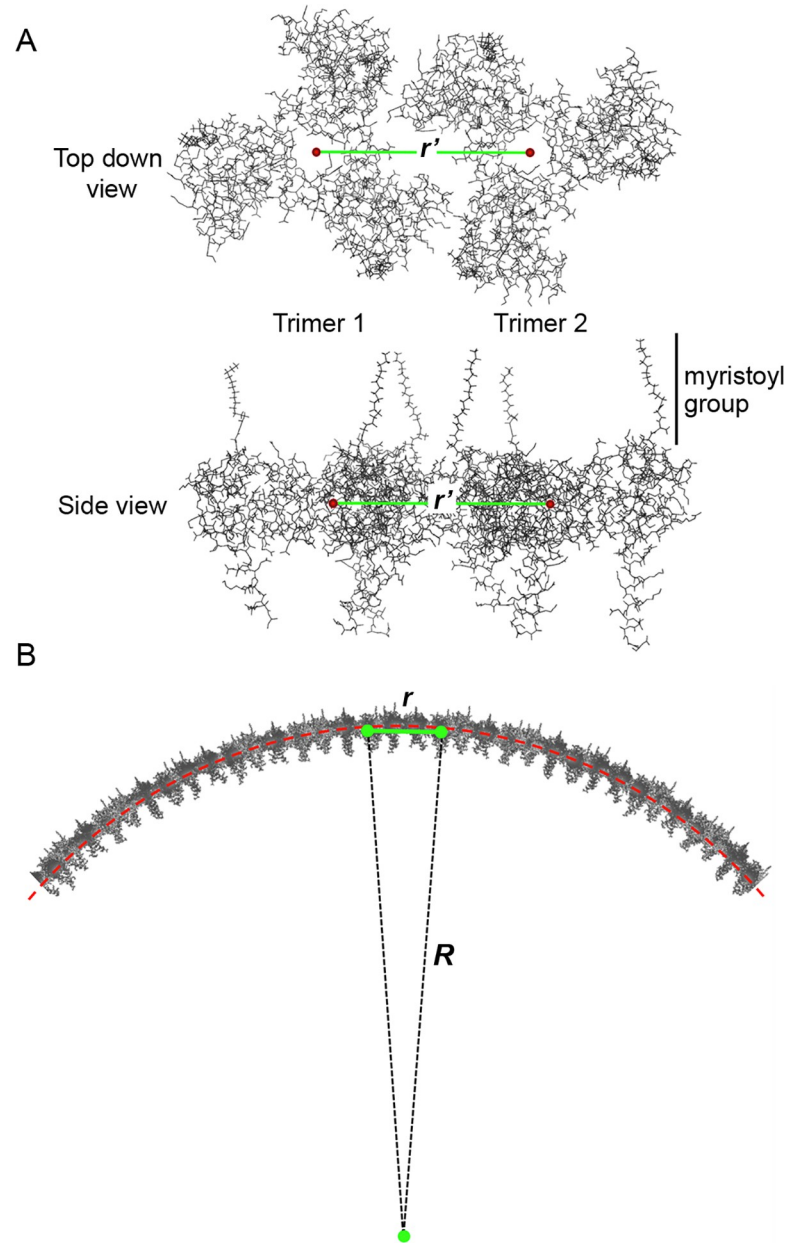 A
Top down
view
r’
Trimer 1
Trimer 2
myristoyl
group
Side view
r’
B
r
R